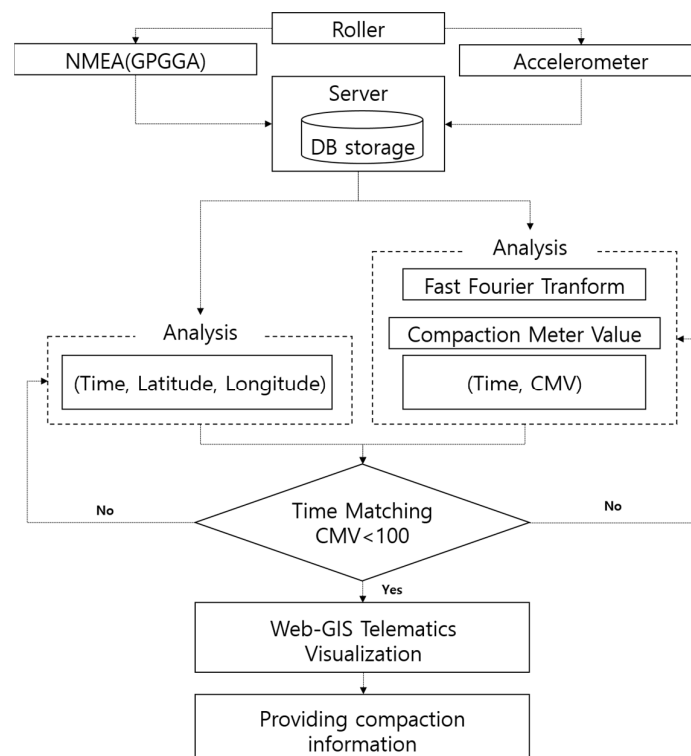 Roller
NMEA(GPGGA)
Accelerometer
Server
DB storage
Analysis
Fast Fourier Tranform
Compaction Meter Value
(Time, CMV)
Analysis
(Time, Latitude, Longitude)
No
Time Matching
CMV<100
No
Yes
Web-GIS Telematics
Visualization
Providing compaction
information